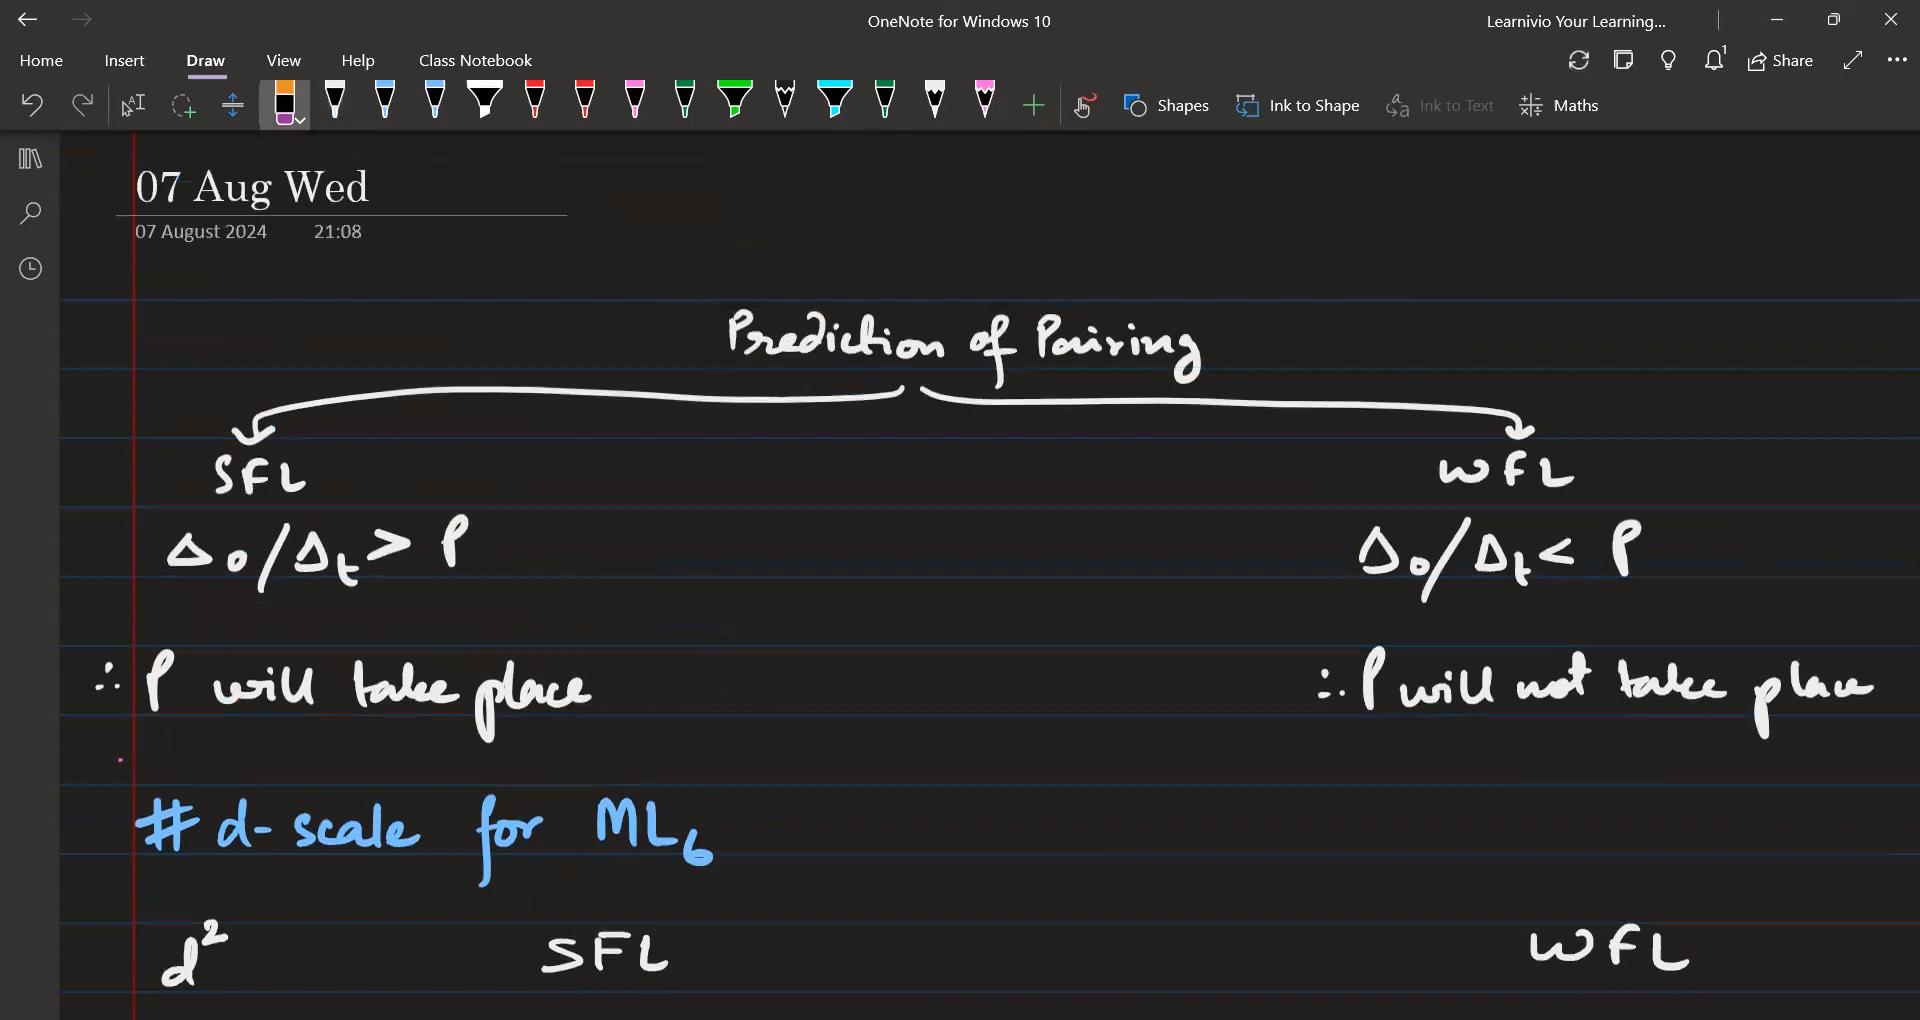 OneNote for Windows 10
Learnivio Your Learning...
Home Insert Draw View Help Class Notebook
1
Share
Shapes Ink to Shape Ink to Text Maths
07 Aug Wed
07 August 2024 21:08
Prediction of Pairing
SFL WFL
Δo/Δt > P Δo/Δt < P
∴ P will take place ∴ P will not take place
# d-scale for ML6
d² SFL WFL